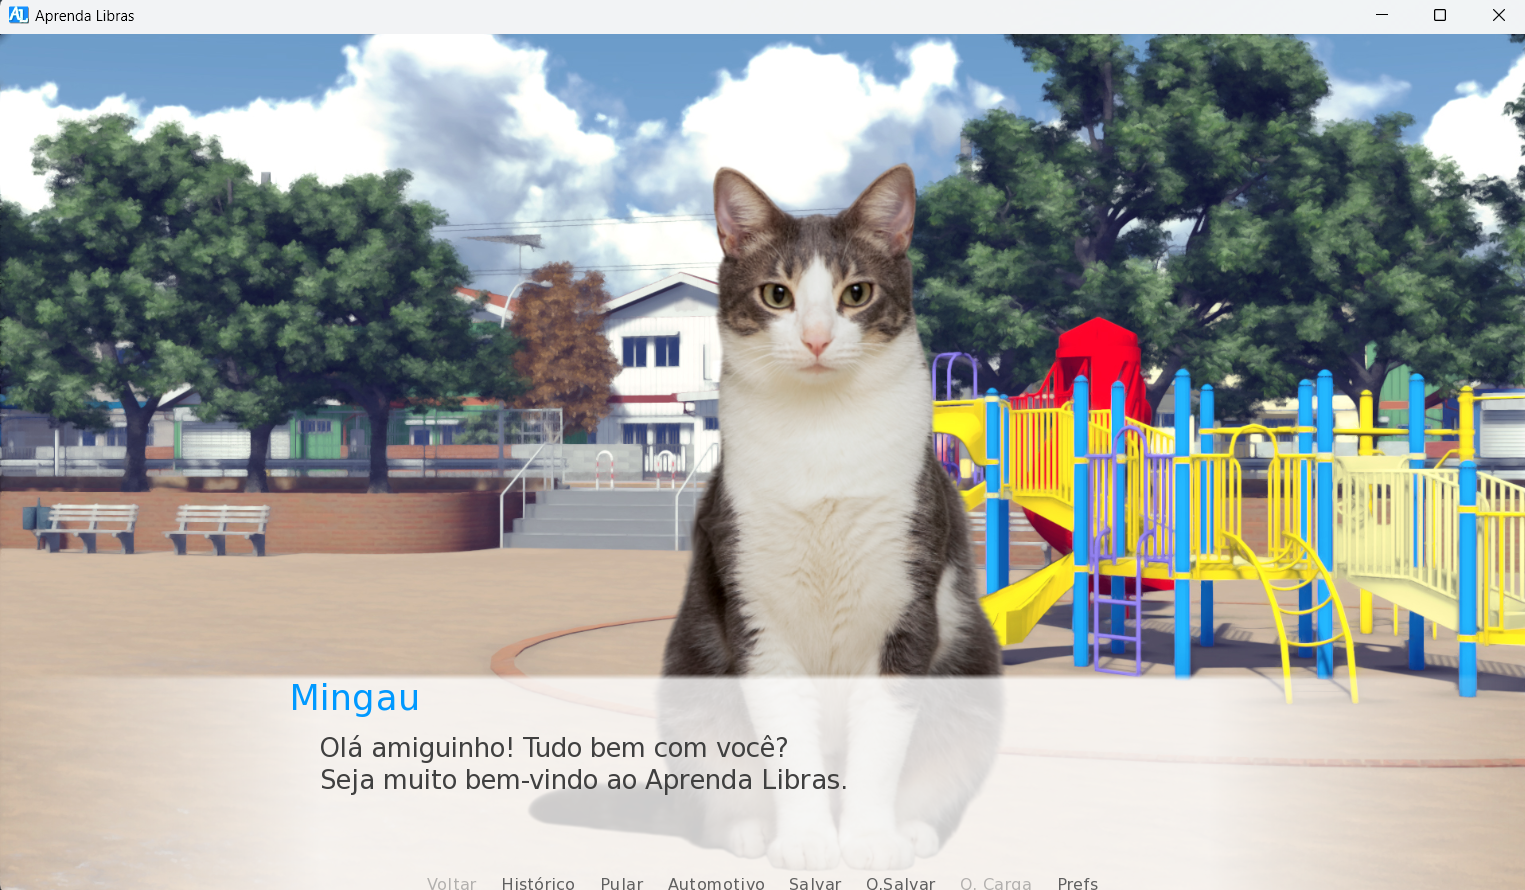 AL Aprenda Libras
Mingau
Olá amiguinho! Tudo bem com você?
Seja muito bem-vindo ao Aprenda Libras.
Voltar Histórico Pular Automotivo Salvar Q.Salvar Q. Carga Prefs